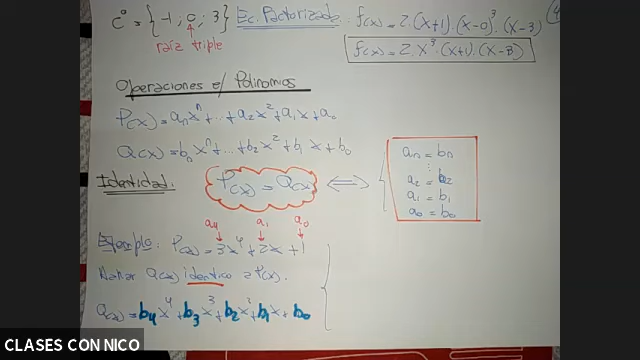 C⁰ = {-1; 0; 3} Ec. Factorizada: f(x) = 2·(x+1)·(x-0)³·(x-3)
raíz triple
f(x) = 2·x³·(x+1)·(x-3)
Operaciones e/ Polinomios
P(x) = aₙxⁿ + ... + a₂x² + a₁x + a₀
Q(x) = bₙxⁿ + ... + b₂x² + b₁x + b₀
Identidad: P(x) = Q(x) ⟺
aₙ = bₙ
⋮
a₂ = b₂
a₁ = b₁
a₀ = b₀
a₄ a₁ a₀
Ejemplo: P(x) = 3x⁴ + 2x + 1
Hallar Q(x) identico a P(x).
Q(x) = b₄x⁴ + b₃x³ + b₂x² + b₁x + b₀
CLASES CON NICO